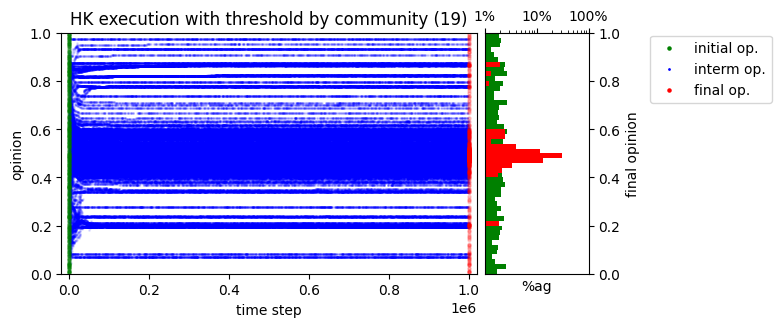 HK execution with threshold by community (19)
1% 10% 100%
initial op.
interm op.
final op.
opinion
1.0
0.8
0.6
0.4
0.2
0.0
0.0 0.2 0.4 0.6 0.8 1.0
1e6
time step
%ag
1.0
0.8
0.6
0.4
0.2
0.0
final opinion